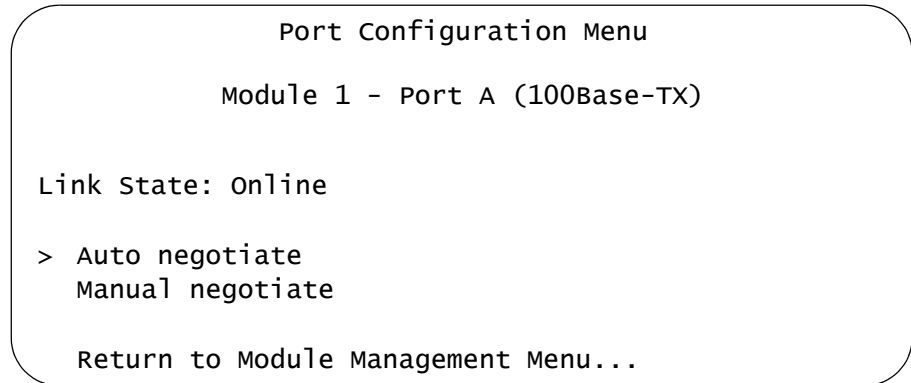 Port Configuration Menu
Module 1 - Port A (100Base-TX)
Link State: Online
> Auto negotiate
Manual negotiate
Return to Module Management Menu...